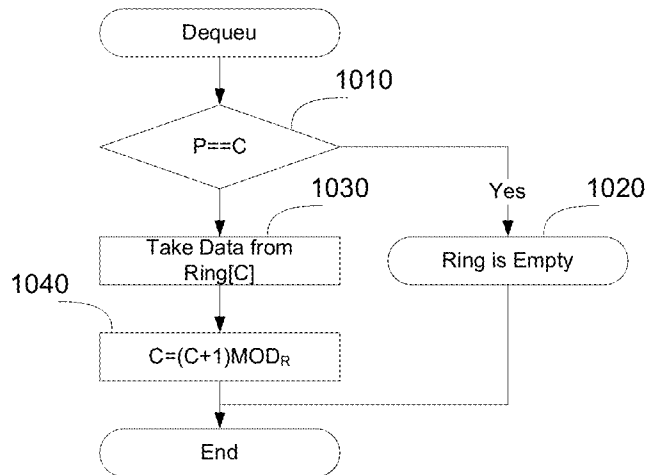 Dequeu
1010
P==C
1030
Yes
1020
Take Data from
Ring[C]
Ring is Empty
1040
C=(C+1)MODR
End